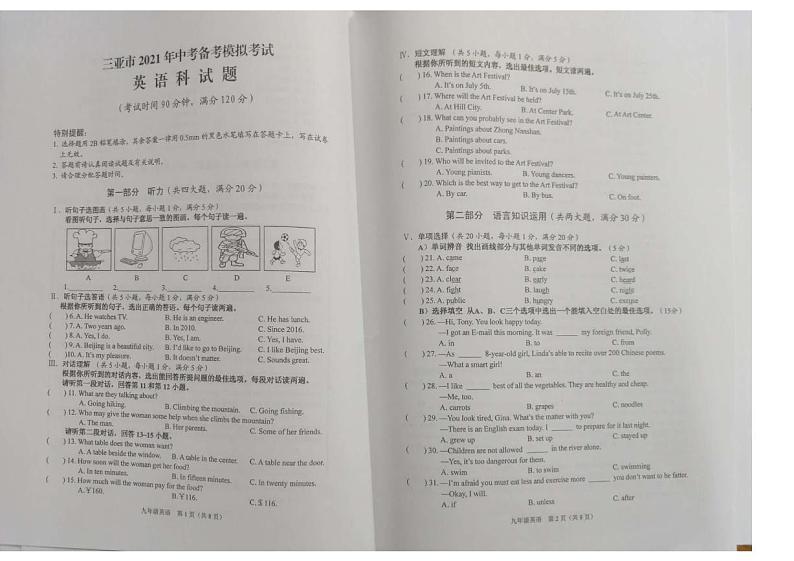 三亚市2021年中考备考模拟考试
英语科试题
(考试时间90分钟，满分120分)
特别提醒：
1. 选择题用2B铅笔填涂，其余答案一律用0.5mm的黑色水笔填写在答题卡上，写在试卷
上无效。
2. 答题前请认真阅读试题及有关说明。
3. 请合理分配答题时间。
第一部分 听力(共四大题，满分20分)
Ⅰ. 听句子选图画(共5小题，每小题1分，满分5分)
看图听句子，选择与句子意思一致的图画。每个句子读一遍。
A B C D E
1. 2. 3. 4. 5.
Ⅱ. 听句子选答语(共5小题，每小题1分，满分5分)
根据你所听到的句子，选出正确的答语。每个句子读两遍。
( ) 6. A. He watches TV. B. He is an engineer. C. He has lunch.
( ) 7. A. Two years ago. B. In 2010. C. Since 2016.
( ) 8. A. Yes, I do. B. Yes, I am. C. Yes, I have.
( ) 9. A. Beijing is a beautiful city. B. I'd like to go to Beijing. C. I like Beijing best.
( )10. A. It's my pleasure. B. It doesn't matter. C. Sounds great.
Ⅲ. 对话理解(共5小题，每小题1分，满分5分)
根据你所听到的对话内容，选出能回答所提问题的最佳选项，每段对话读两遍。
请听第一段对话，回答第11和第12小题。
( ) 11. What are they talking about?
A. Going hiking. B. Climbing the mountain. C. Going fishing.
( ) 12. Who may give the woman some help when she climbs the mountain?
A. The man. B. Her parents. C. Some of her friends.
请听第二段对话，回答13-15小题。
( ) 13. What table does the woman want?
A. A table beside the window. B. A table in the center. C. A table near the door.
( ) 14. How soon will the woman get her food?
A. In ten minutes. B. In fifteen minutes. C. In twenty minutes.
( ) 15. How much will the woman pay for the food?
A.￥160. B.￥116. C. $ 116.
九年级英语 第1页(共8页)
Ⅳ. 短文理解(共5小题，每小题1分，满分5分)
根据你所听到的短文内容，选出最佳选项。短文读两遍。
( ) 16. When is the Art Festival?
A. It's on July 5th. B. It's on July 15th. C. It's on July 25th.
( ) 17. Where will the Art Festival be held?
A. At Hill City. B. At Center Park. C. At Art Center.
( ) 18. What can you probably see in the Art Festival?
A. Paintings about Zhong Nanshan.
B. Paintings about cars.
C. Paintings about parks.
( ) 19. Who will be invited to the Art Festival?
A. Young pianists. B. Young dancers. C. Young painters.
( ) 20. Which is the best way to get to the Art Festival?
A. By car. B. By bus. C. On foot.
第二部分 语言知识运用(共两大题，满分30分)
Ⅴ. 单项选择(共20小题，每小题1分，满分20分)
A) 单词辨音 找出画线部分与其他单词发音不同的选项。(5分)
( ) 21. A. came B. page C. last
( ) 22. A. face B. cake C. twice
( ) 23. A. clear B. early C. heard
( ) 24. A. fight B. laugh C. night
( ) 25. A. public B. hungry C. excuse
B) 选择填空 从A、B、C三个选项中选出一个能填入空白处的最佳选项。(15分)
( ) 26. —Hi, Tony. You look happy today.
—I got an E-mail this morning. It was ______ my foreign friend, Polly.
A. in B. to C. from
( ) 27. —As ______ 8-year-old girl, Linda's able to recite over 200 Chinese poems.
—What a smart girl!
A. a B. an C. the
( ) 28. —I like ______ best of all the vegetables. They are healthy and cheap.
—Me, too.
A. carrots B. grapes C. noodles
( ) 29. —You look tired, Gina. What's the matter with you?
—There is an English exam today. I ______ to prepare for it last night.
A. grew up B. set up C. stayed up
( ) 30. —Children are not allowed ______ in the river alone.
—Yes, it's too dangerous for them.
A. swim B. to swim C. swimming
( ) 31. —I'm afraid you must eat less and exercise more ______ you don't want to be fatter.
—Okay, I will.
A. if B. unless C. after
九年级英语 第2页(共8页)